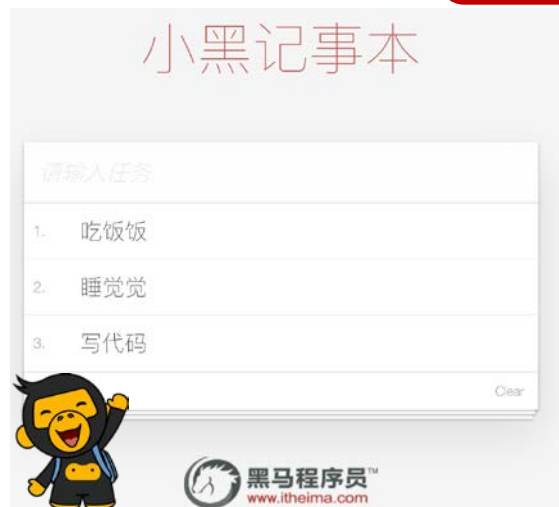 小黑记事本
请输入任务
1. 吃饭饭
2. 睡觉觉
3. 写代码
Clear
黑马程序员™
www.itheima.com